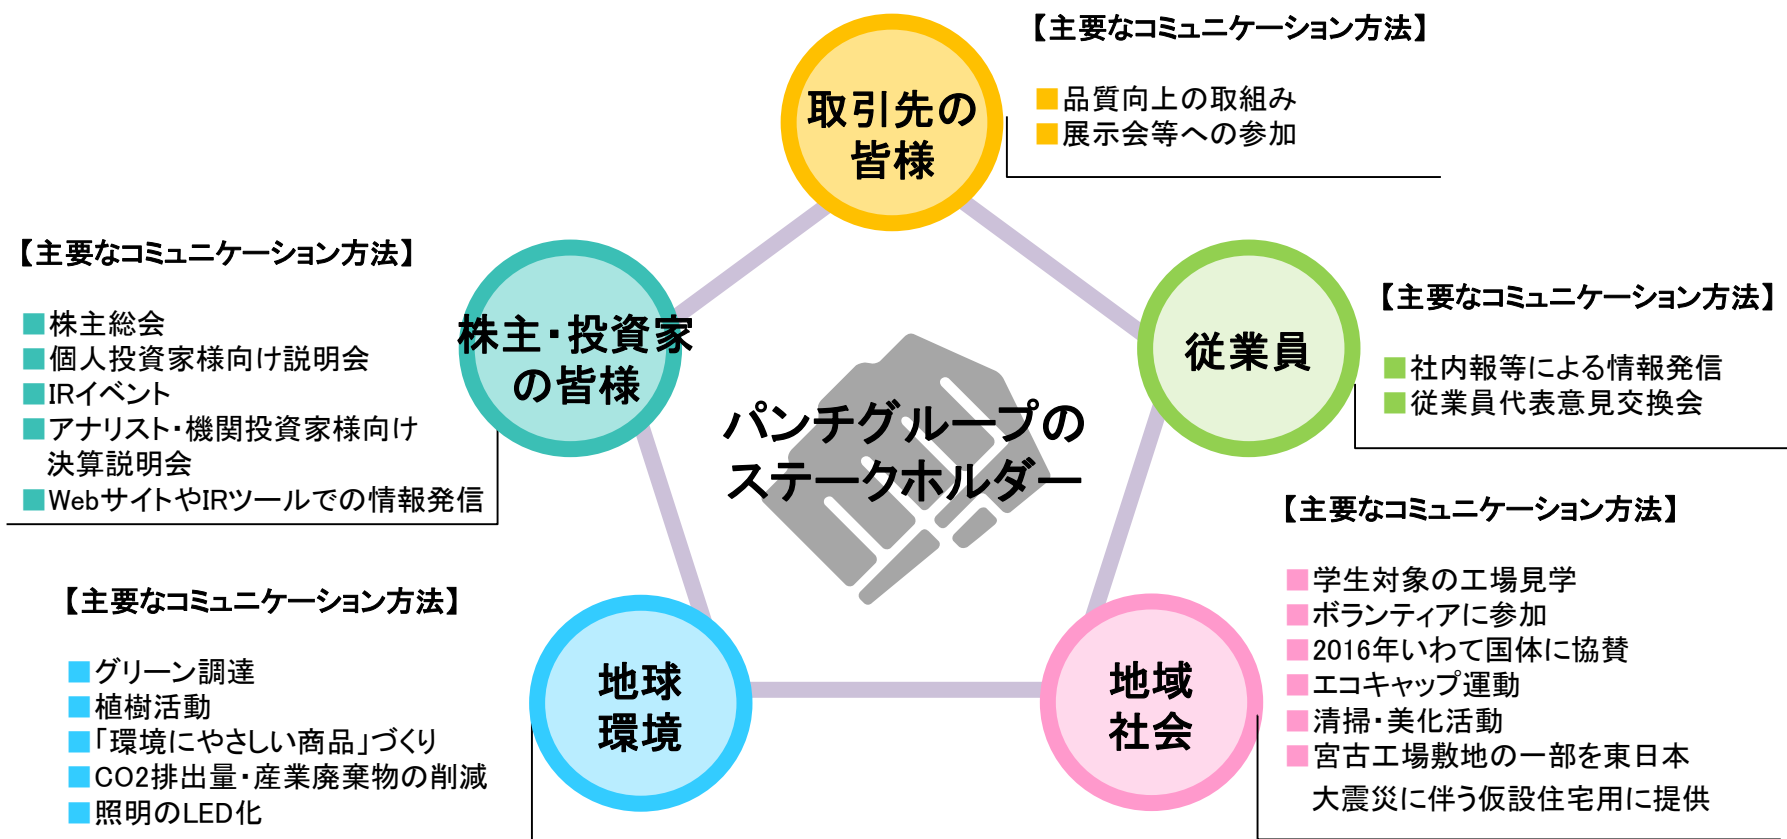 【主要なコミュニケーション方法】
■品質向上の取組み
■展示会等への参加
取引先の
皆様
【主要なコミュニケーション方法】
■株主総会
■個人投資家様向け説明会
■IRイベント
■アナリスト・機関投資家様向け
決算説明会
■WebサイトやIRツールでの情報発信
株主・投資家
の皆様
従業員
【主要なコミュニケーション方法】
■社内報等による情報発信
■従業員代表意見交換会
パンチグループの
ステークホルダー
【主要なコミュニケーション方法】
■グリーン調達
■植樹活動
■「環境にやさしい商品」づくり
■CO2排出量・産業廃棄物の削減
■照明のLED化
地球
環境
地域
社会
【主要なコミュニケーション方法】
■学生対象の工場見学
■ボランティアに参加
■2016年いわて国体に協賛
■エコキャップ運動
■清掃・美化活動
■宮古工場敷地の一部を東日本
大震災に伴う仮設住宅用に提供